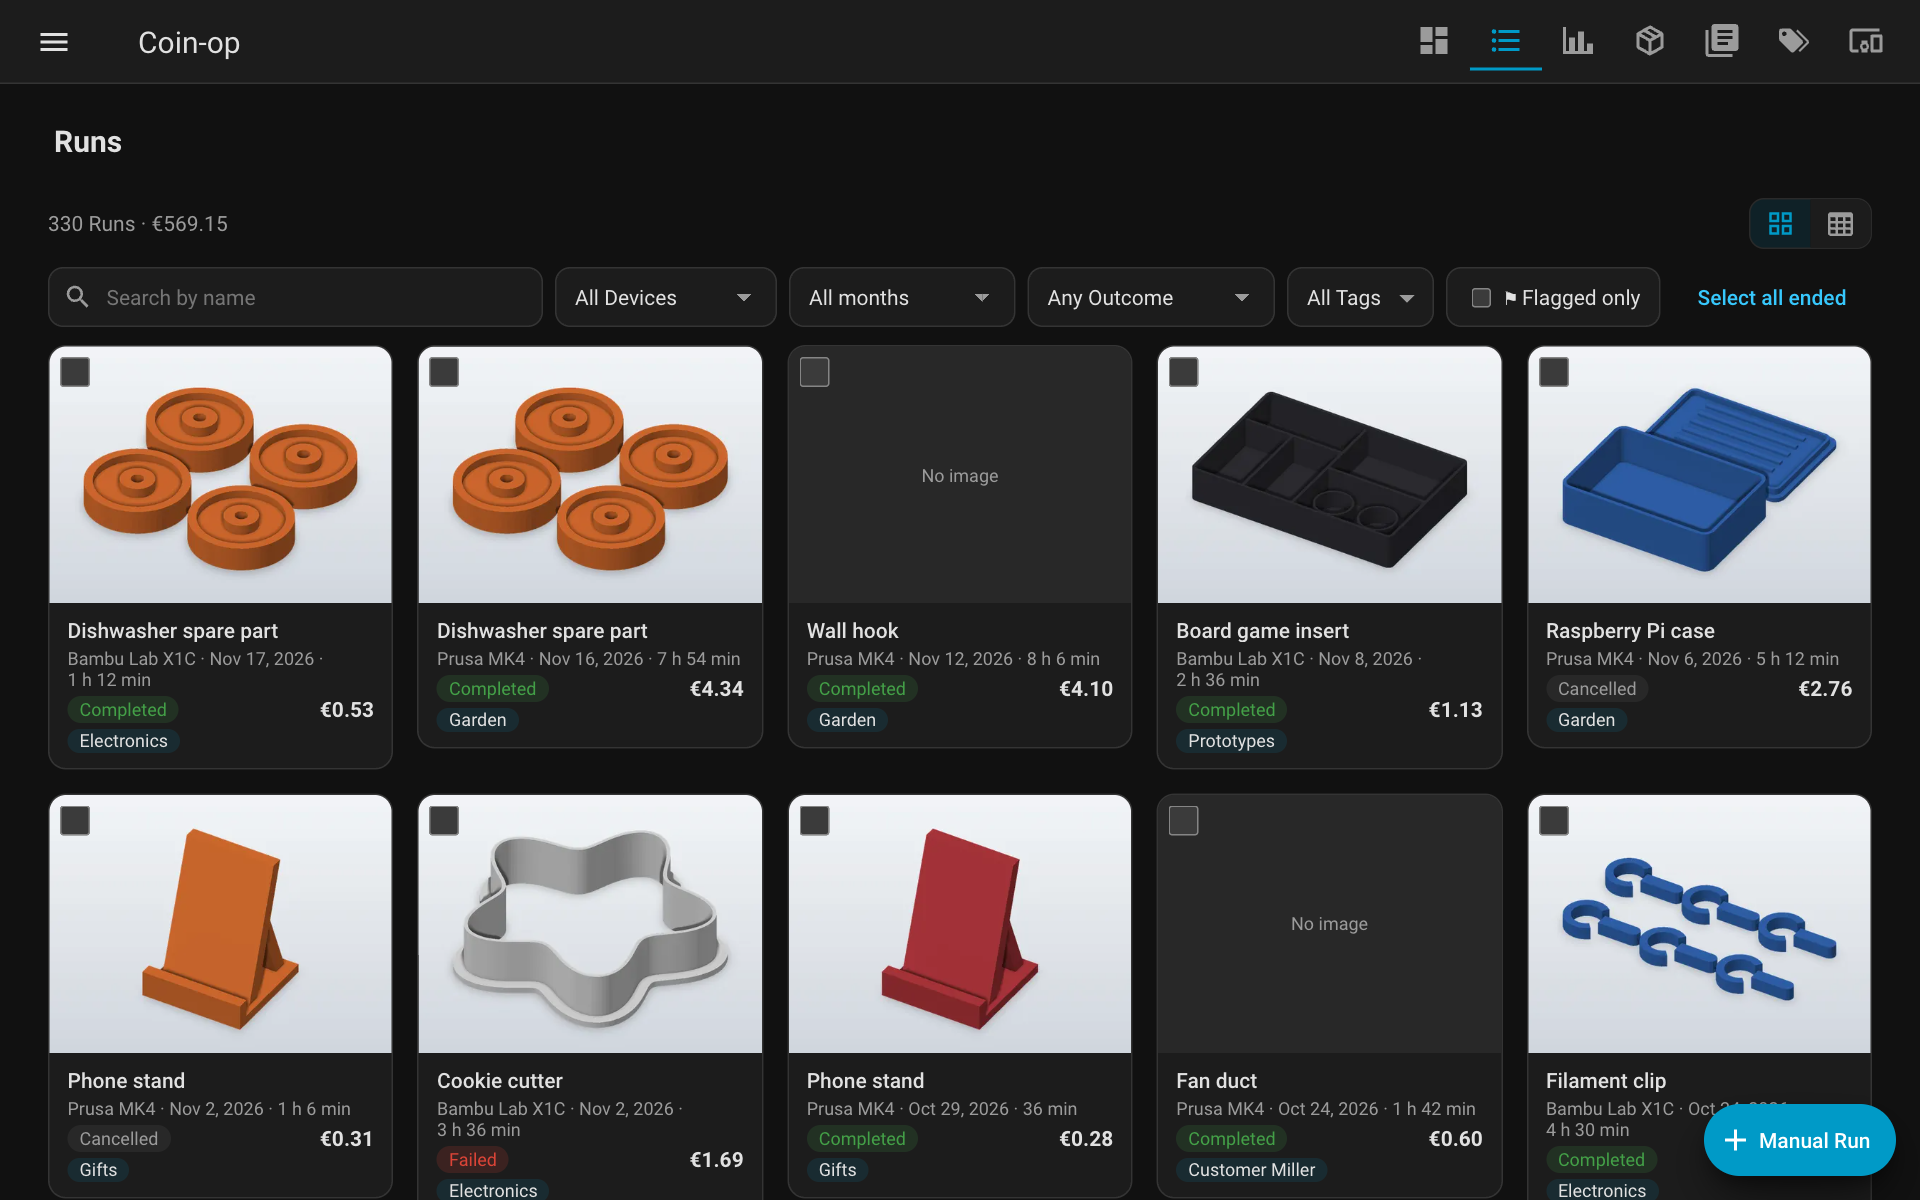 Coin-op
Runs
330 Runs · €569.15
Search by name
All Devices
All months
Any Outcome
All Tags
Flagged only
Select all ended
Dishwasher spare part
Bambu Lab X1C · Nov 17, 2026 ·
1 h 12 min
Completed
€0.53
Electronics
Dishwasher spare part
Prusa MK4 · Nov 16, 2026 · 7 h 54 min
Completed
€4.34
Garden
No image
Wall hook
Prusa MK4 · Nov 12, 2026 · 8 h 6 min
Completed
€4.10
Garden
Board game insert
Bambu Lab X1C · Nov 8, 2026 ·
2 h 36 min
Completed
€1.13
Prototypes
Raspberry Pi case
Prusa MK4 · Nov 6, 2026 · 5 h 12 min
Cancelled
€2.76
Garden
Phone stand
Prusa MK4 · Nov 2, 2026 · 1 h 6 min
Cancelled
€0.31
Gifts
Cookie cutter
Bambu Lab X1C · Nov 2, 2026 ·
3 h 36 min
Failed
€1.69
Electronics
Phone stand
Prusa MK4 · Oct 29, 2026 · 36 min
Completed
€0.28
Gifts
No image
Fan duct
Prusa MK4 · Oct 24, 2026 · 1 h 42 min
Completed
€0.60
Customer Miller
Filament clip
Bambu Lab X1C · Oct
4 h 30 min
Completed
Electronics
Manual Run